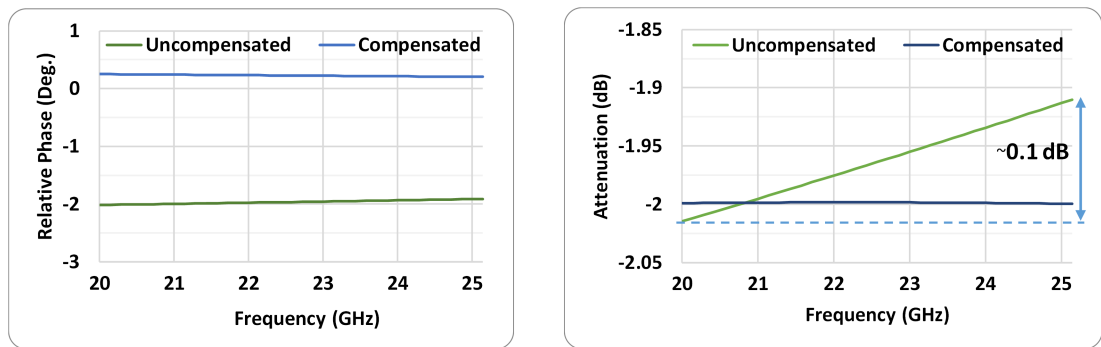 Relative Phase (Deg.)
1
0
-1
-2
-3
Uncompensated
Compensated
20
21
22
23
24
25
Frequency (GHz)
Attenuation (dB)
-1.85
-1.9
-1.95
-2
-2.05
Uncompensated
Compensated
~0.1 dB
20
21
22
23
24
25
Frequency (GHz)